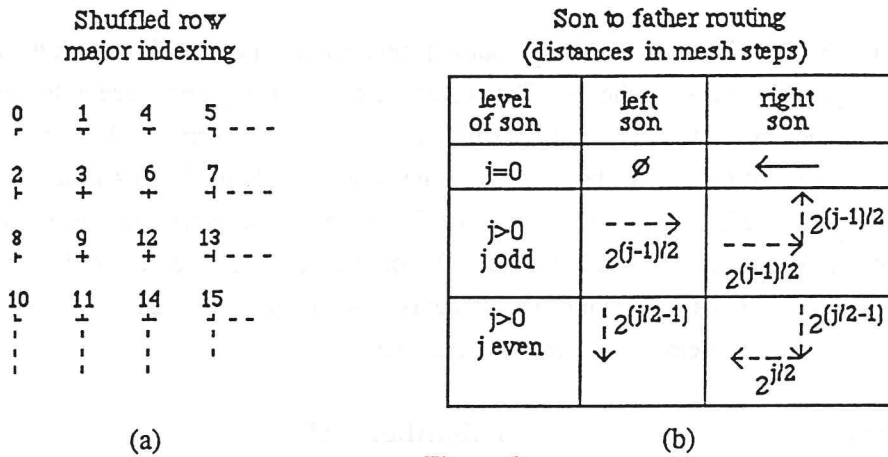 Shuffled row
major indexing
0 1 4 5
2 3 6 7
8 9 12 13
10 11 14 15
(a)
Son to father routing
(distances in mesh steps)
level of son left son right son
j=0 ∅
j>0 j odd 2(j-1)/2 2(j-1)/2 2(j-1)/2
j>0 j even 2(j/2-1) 2(j/2-1) 2j/2
(b)